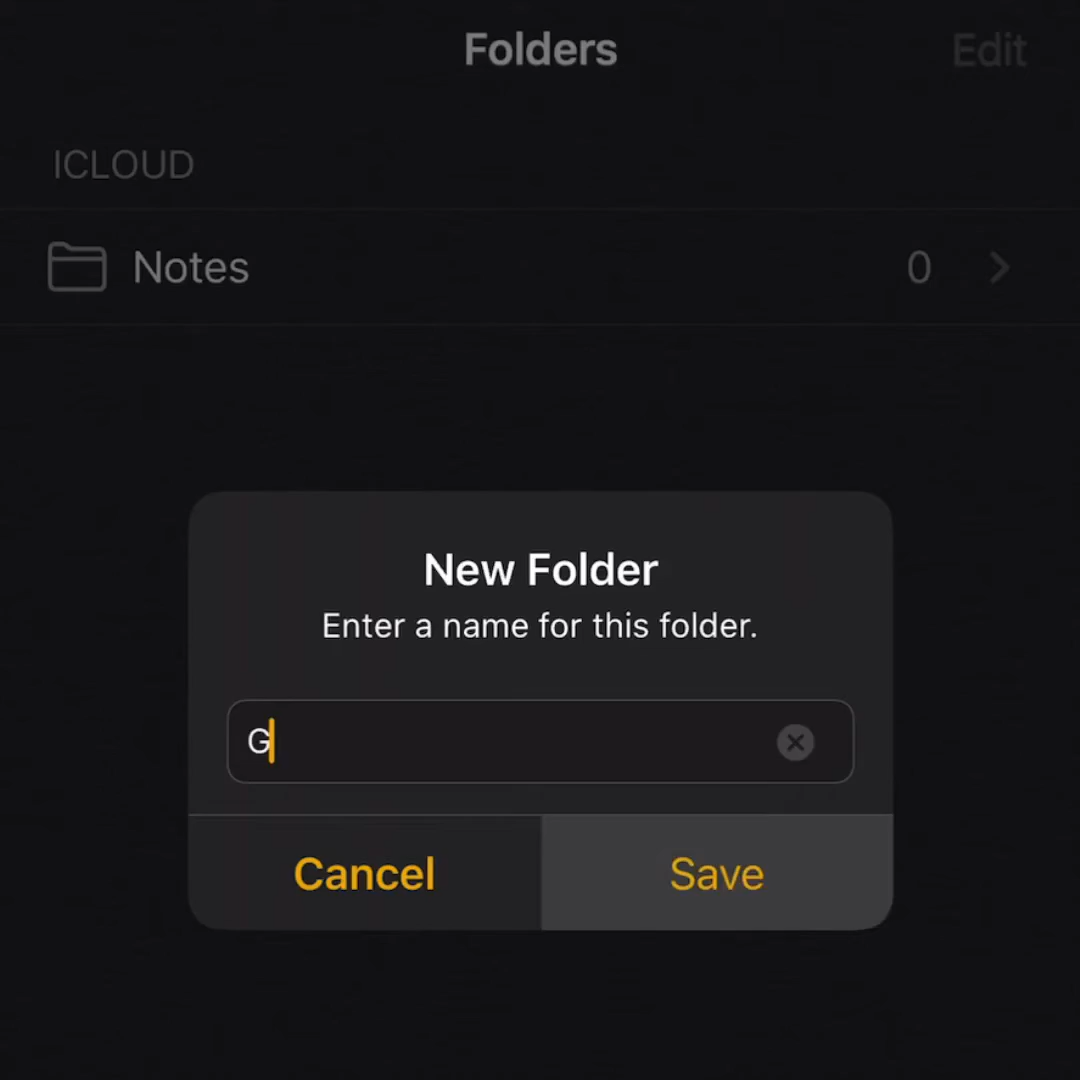 Folders
Edit
ICLOUD
Notes 0
New Folder
Enter a name for this folder.
G
Cancel Save